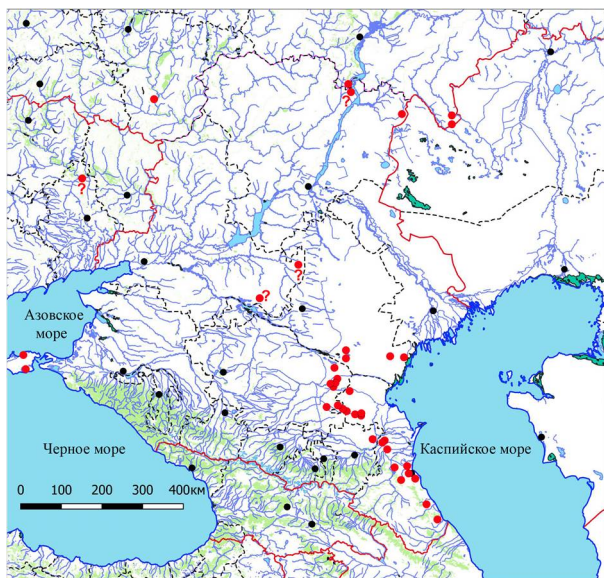 ?
?
?
?
Азовское
море
Черное море
Каспийское море
0 100 200 300 400км